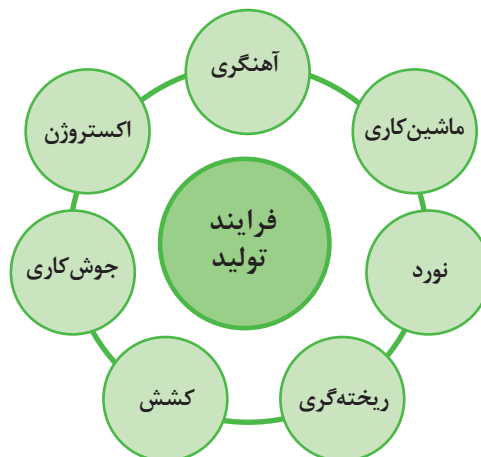 آهنگری
ماشین‌کاری
نورد
ریخته‌گری
کشش
جوش‌کاری
اکستروژن
فرایند
تولید